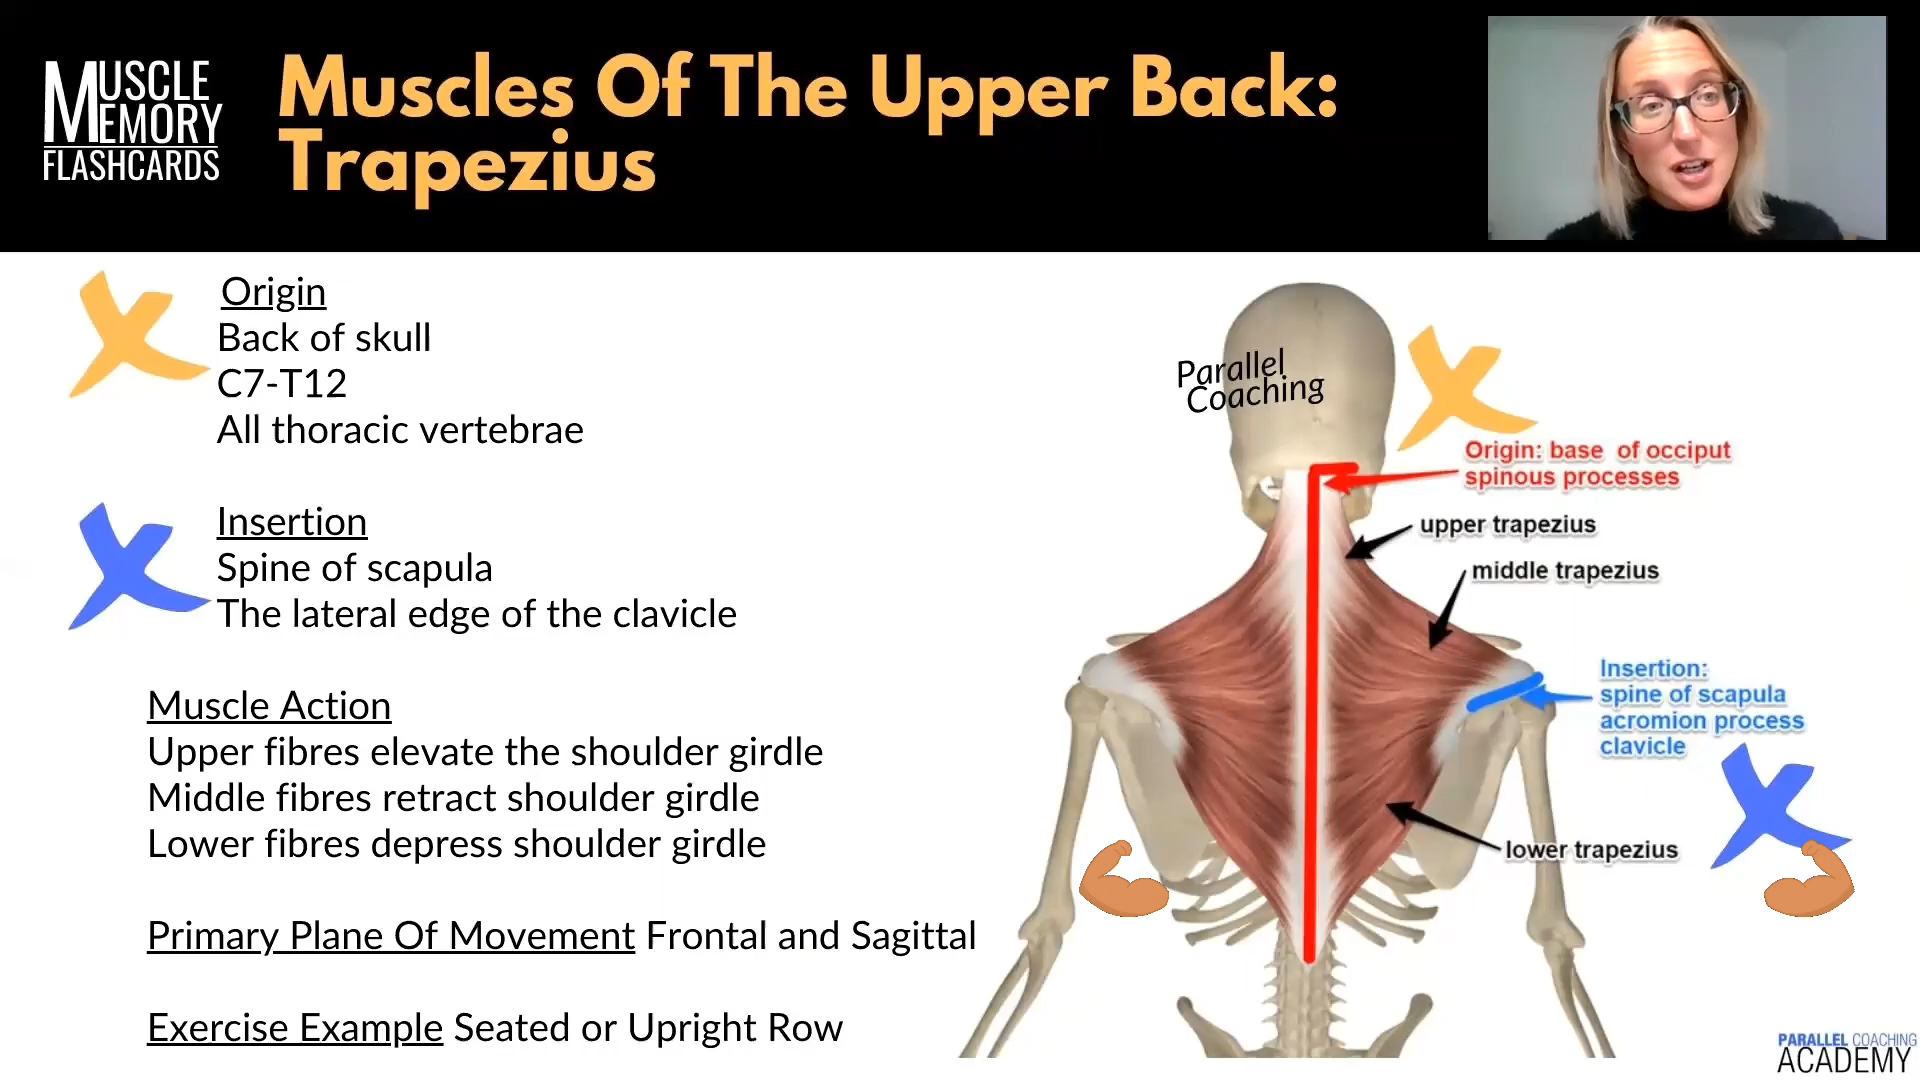 MUSCLE
MEMORY
FLASHCARDS
Muscles Of The Upper Back:
Trapezius
Origin
Back of skull
C7-T12
All thoracic vertebrae
Insertion
Spine of scapula
The lateral edge of the clavicle
Muscle Action
Upper fibres elevate the shoulder girdle
Middle fibres retract shoulder girdle
Lower fibres depress shoulder girdle
Primary Plane Of Movement Frontal and Sagittal
Exercise Example Seated or Upright Row
Parallel
Coaching
Origin: base of occiput
spinous processes
upper trapezius
middle trapezius
Insertion:
spine of scapula
acromion process
clavicle
lower trapezius
PARALLEL COACHING
ACADEMY